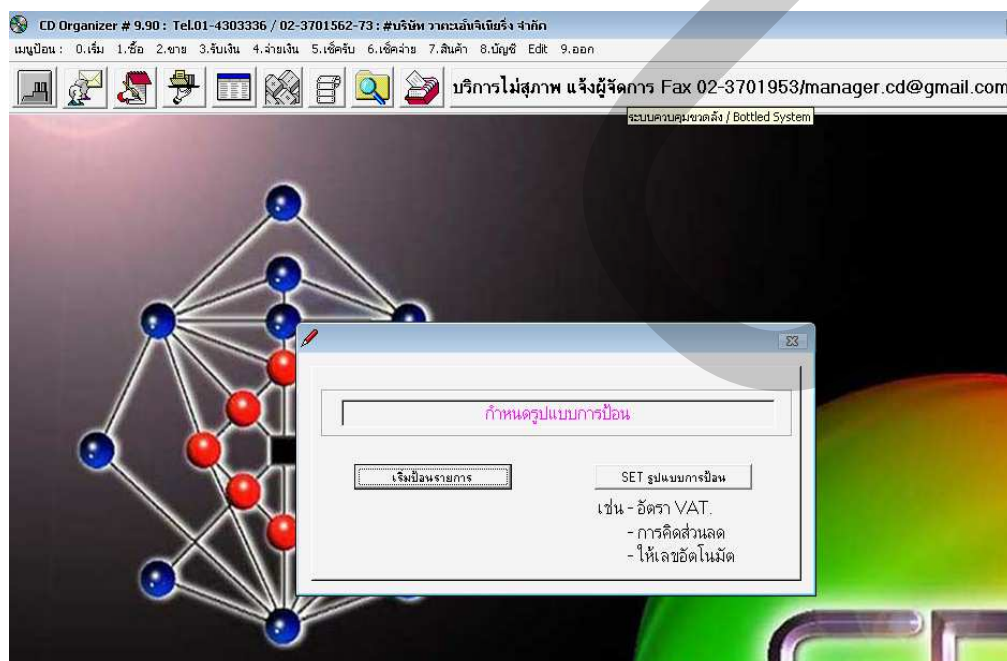 CD Organizer # 9.90 : Tel.01-4303336 / 02-3701562-73 : #บริษัท วาตะเอ็นจิเนียริ่ง จำกัด
เมนูป้อน : 0.เริ่ม 1.ซื้อ 2.ขาย 3.รับเงิน 4.จ่ายเงิน 5.เช็ครับ 6.เช็คจ่าย 7.สินค้า 8.บัญชี Edit 9.ออก
บริการไม่สุภาพ แจ้งผู้จัดการ Fax 02-3701953/manager.cd@gmail.com
ระบบควบคุมขวดลัง / Bottled System
กำหนดรูปแบบการป้อน
เริ่มป้อนรายการ
SET รูปแบบการป้อน
เช่น - อัตรา VAT.
- การคิดส่วนลด
- ให้เลขอัตโนมัต